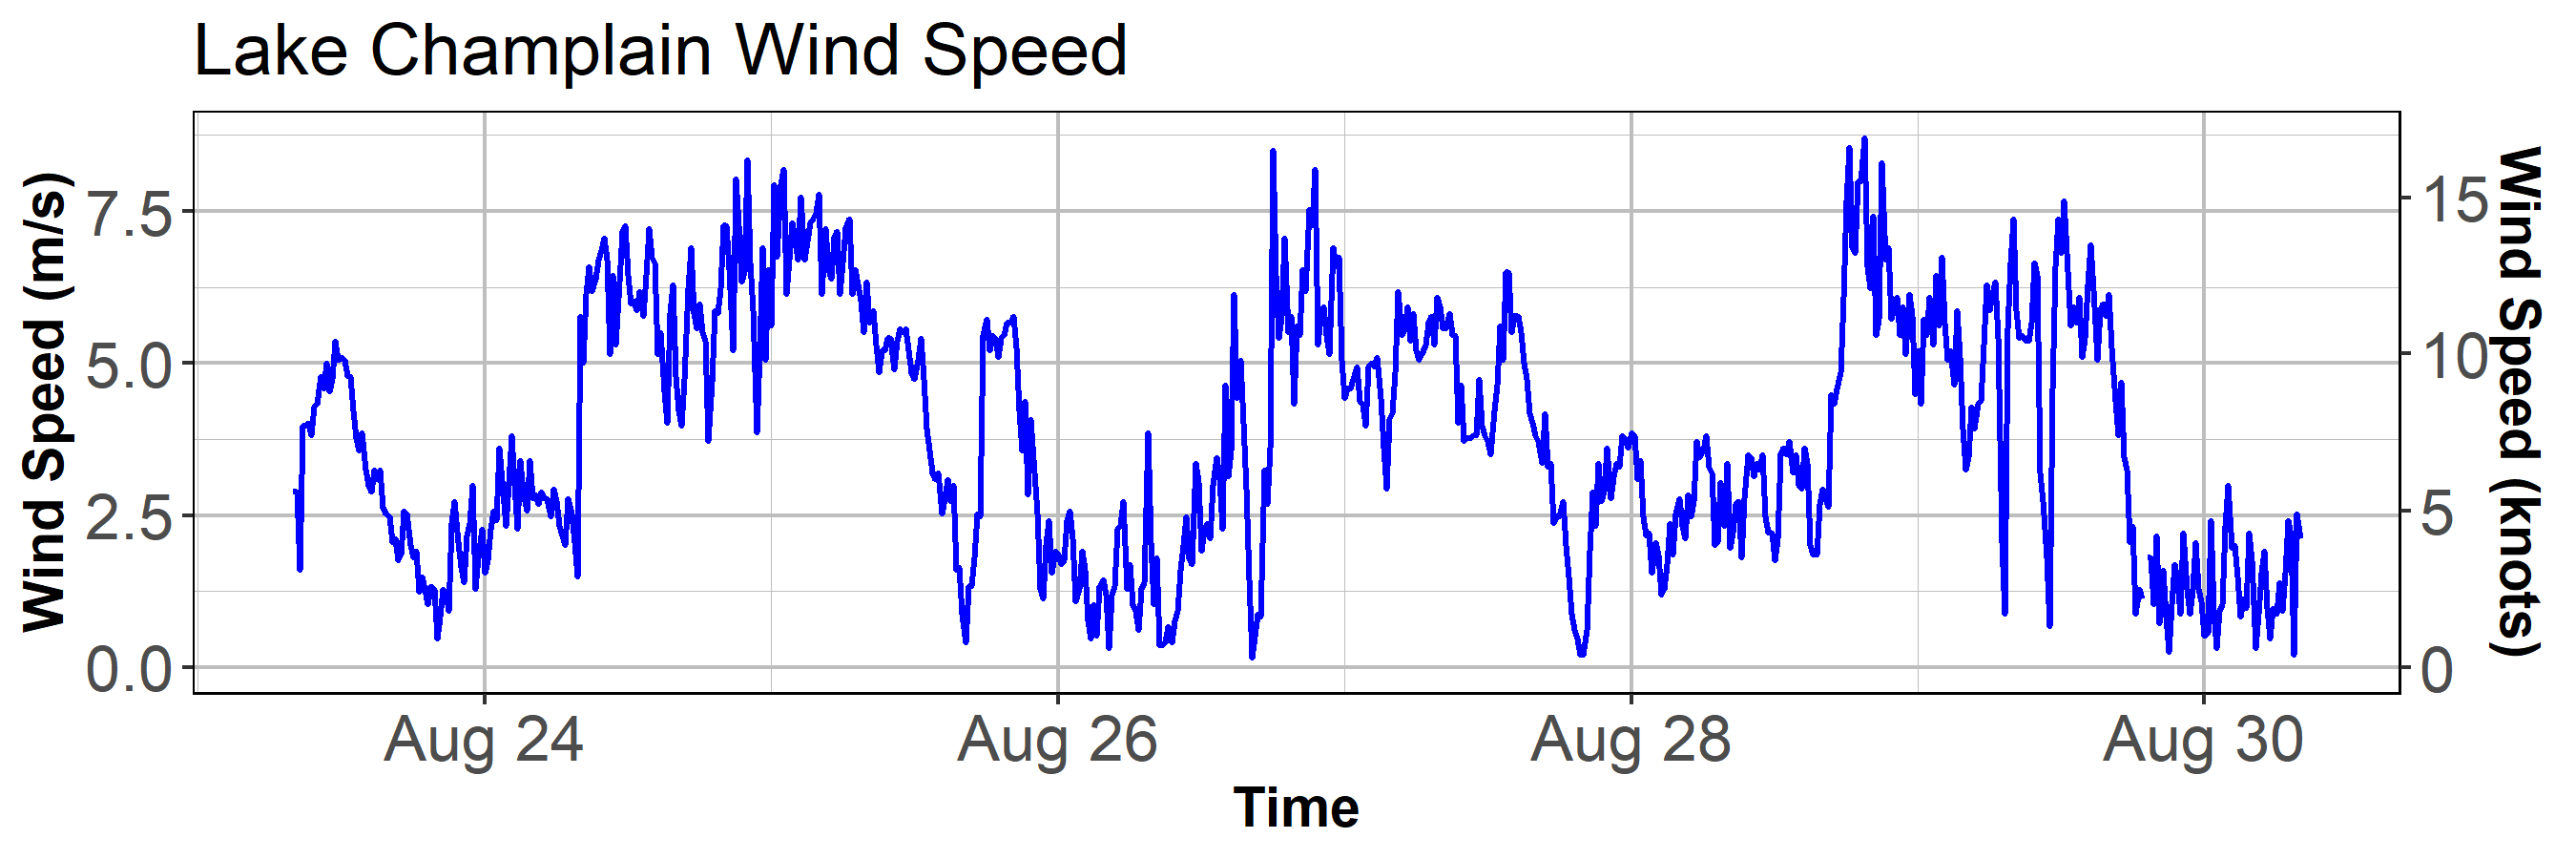 Lake Champlain Wind Speed
Wind Speed (m/s)
7.5
5.0
2.5
0.0
15
10
5
0
Wind Speed (knots)
Aug 24
Aug 26
Aug 28
Aug 30
Time